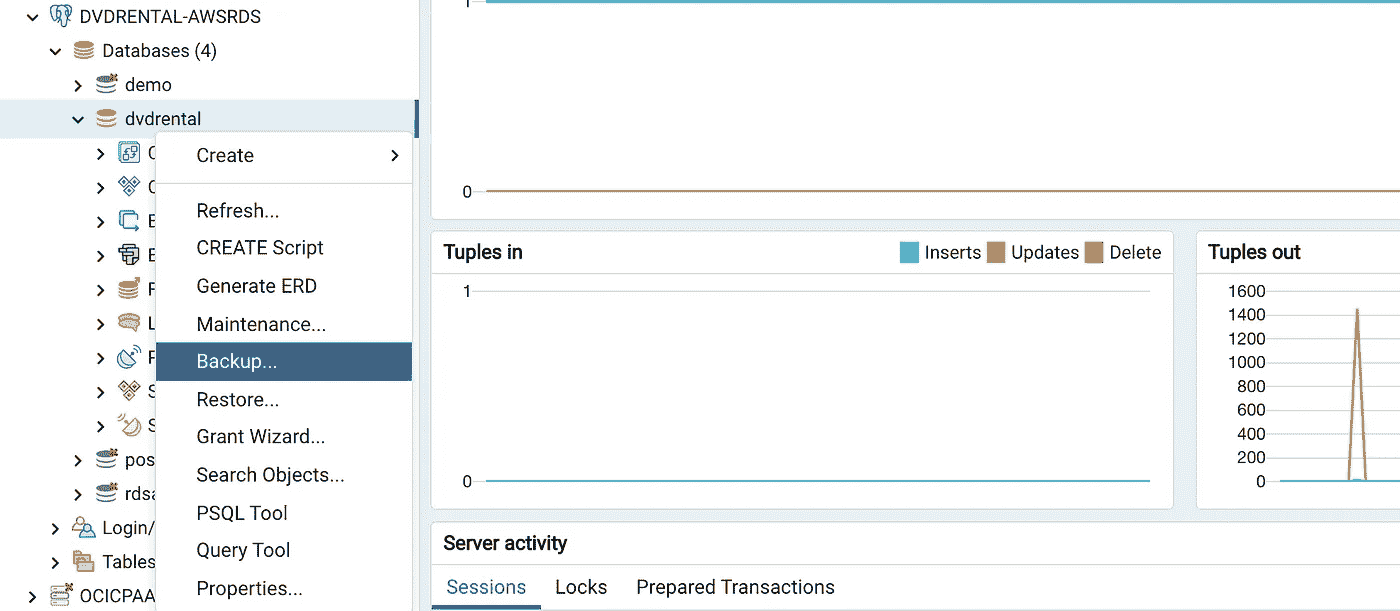 DVDRENTAL-AWSRDS
Databases (4)
demo
dvdrental
Create
Refresh...
CREATE Script
Generate ERD
Maintenance...
Backup...
Restore...
Grant Wizard...
Search Objects...
PSQL Tool
Query Tool
Properties...
Login/
Tables
OCICPAA
1
0
Tuples in
Inserts Updates Delete
1
0
Tuples out
1600
1400
1200
1000
800
600
400
200
0
Server activity
Sessions Locks Prepared Transactions